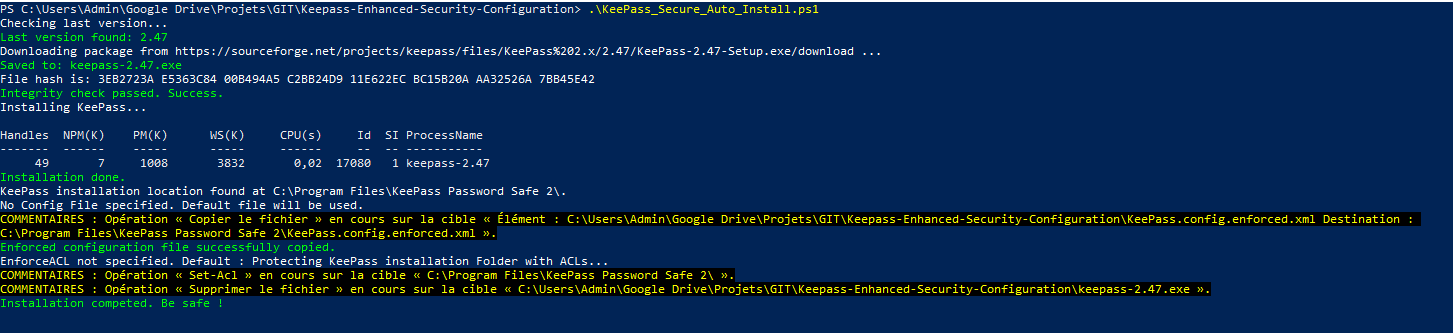 PS C:\Users\Admin\Google Drive\Projets\GIT\Keepass-Enhanced-Security-Configuration> .\KeePass_Secure_Auto_Install.ps1
Checking last version...
Last version found: 2.47
Downloading package from https://sourceforge.net/projects/keepass/files/KeePass%202.x/2.47/KeePass-2.47-Setup.exe/download ...
Saved to: keepass-2.47.exe
File hash is: 3EB2723A E5363C84 00B494A5 C2BB24D9 11E622EC BC15B20A AA32526A 7BB45E42
Integrity check passed. Success.
Installing KeePass...
Handles  NPM(K)    PM(K)      WS(K)     CPU(s)     Id  SI ProcessName
-------  ------    -----      -----     ------     --  -- -----------
     49       7     1008       3832       0,02  17080   1 keepass-2.47
Installation done.
KeePass installation location found at C:\Program Files\KeePass Password Safe 2\.
No Config File specified. Default file will be used.
COMMENTAIRES : Opération « Copier le fichier » en cours sur la cible « Élément : C:\Users\Admin\Google Drive\Projets\GIT\Keepass-Enhanced-Security-Configuration\KeePass.config.enforced.xml Destination :
C:\Program Files\KeePass Password Safe 2\KeePass.config.enforced.xml ».
Enforced configuration file successfully copied.
EnforceACL not specified. Default : Protecting KeePass installation Folder with ACLs...
COMMENTAIRES : Opération « Set-Acl » en cours sur la cible « C:\Program Files\KeePass Password Safe 2\ ».
COMMENTAIRES : Opération « Supprimer le fichier » en cours sur la cible « C:\Users\Admin\Google Drive\Projets\GIT\Keepass-Enhanced-Security-Configuration\keepass-2.47.exe ».
Installation competed. Be safe !